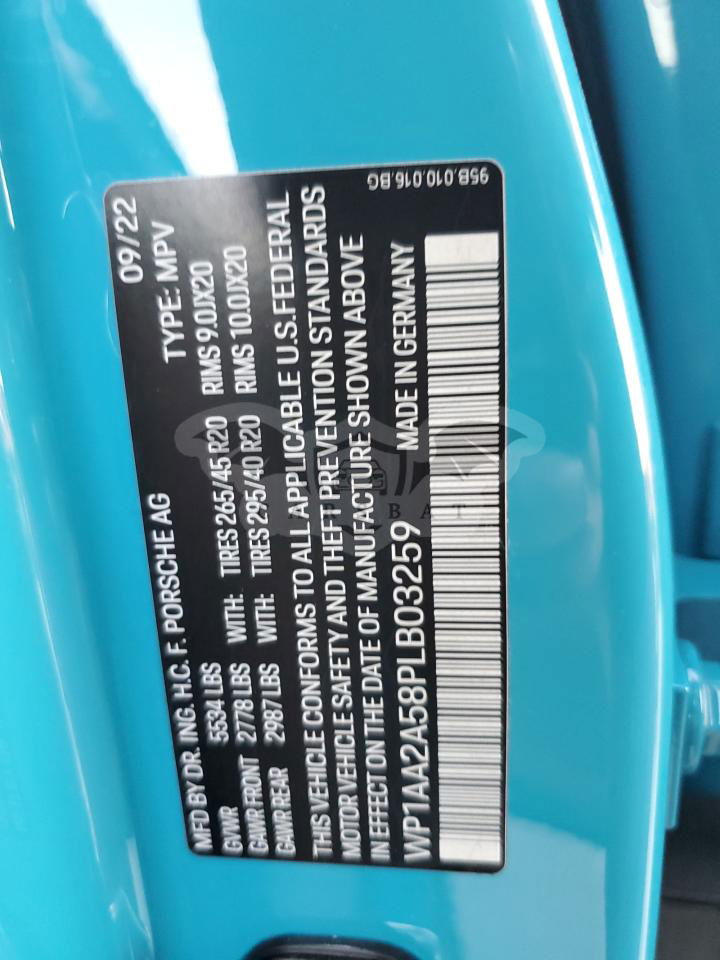 MFD BY DR. ING. H.C. F. PORSCHE AG 09/22
GVWR 5534 LBS TYPE: MPV
GAWR FRONT 2778 LBS WITH: TIRES 265/45 R20 RIMS 9.0JX20
GAWR REAR 2987 LBS WITH: TIRES 295/40 R20 RIMS 10.0JX20
THIS VEHICLE CONFORMS TO ALL APPLICABLE U.S. FEDERAL
MOTOR VEHICLE SAFETY AND THEFT PREVENTION STANDARDS
IN EFFECT ON THE DATE OF MANUFACTURE SHOWN ABOVE
WP1AA2A58PLB03259 MADE IN GERMANY
95B.010.016.BG